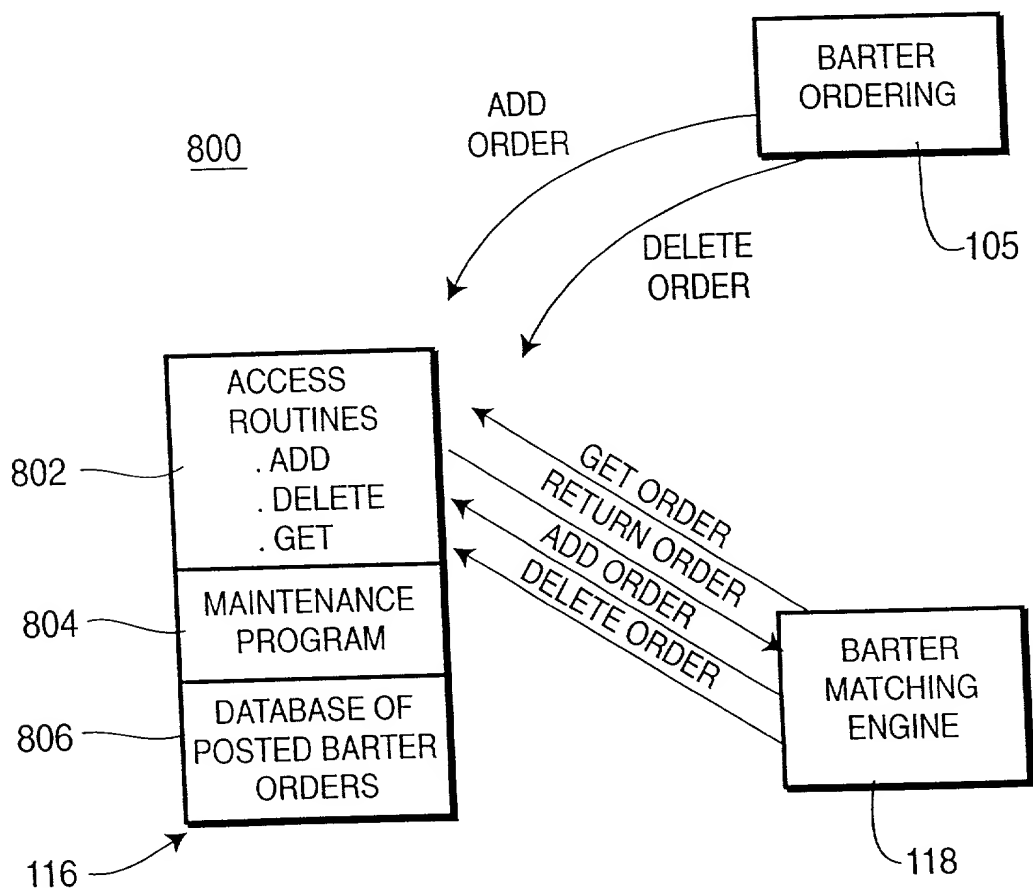 800
ADD
ORDER
BARTER
ORDERING
105
DELETE
ORDER
802
ACCESS
ROUTINES
. ADD
. DELETE
. GET
804
MAINTENANCE
PROGRAM
806
DATABASE OF
POSTED BARTER
ORDERS
116
GET ORDER
RETURN ORDER
ADD ORDER
DELETE ORDER
BARTER
MATCHING
ENGINE
118